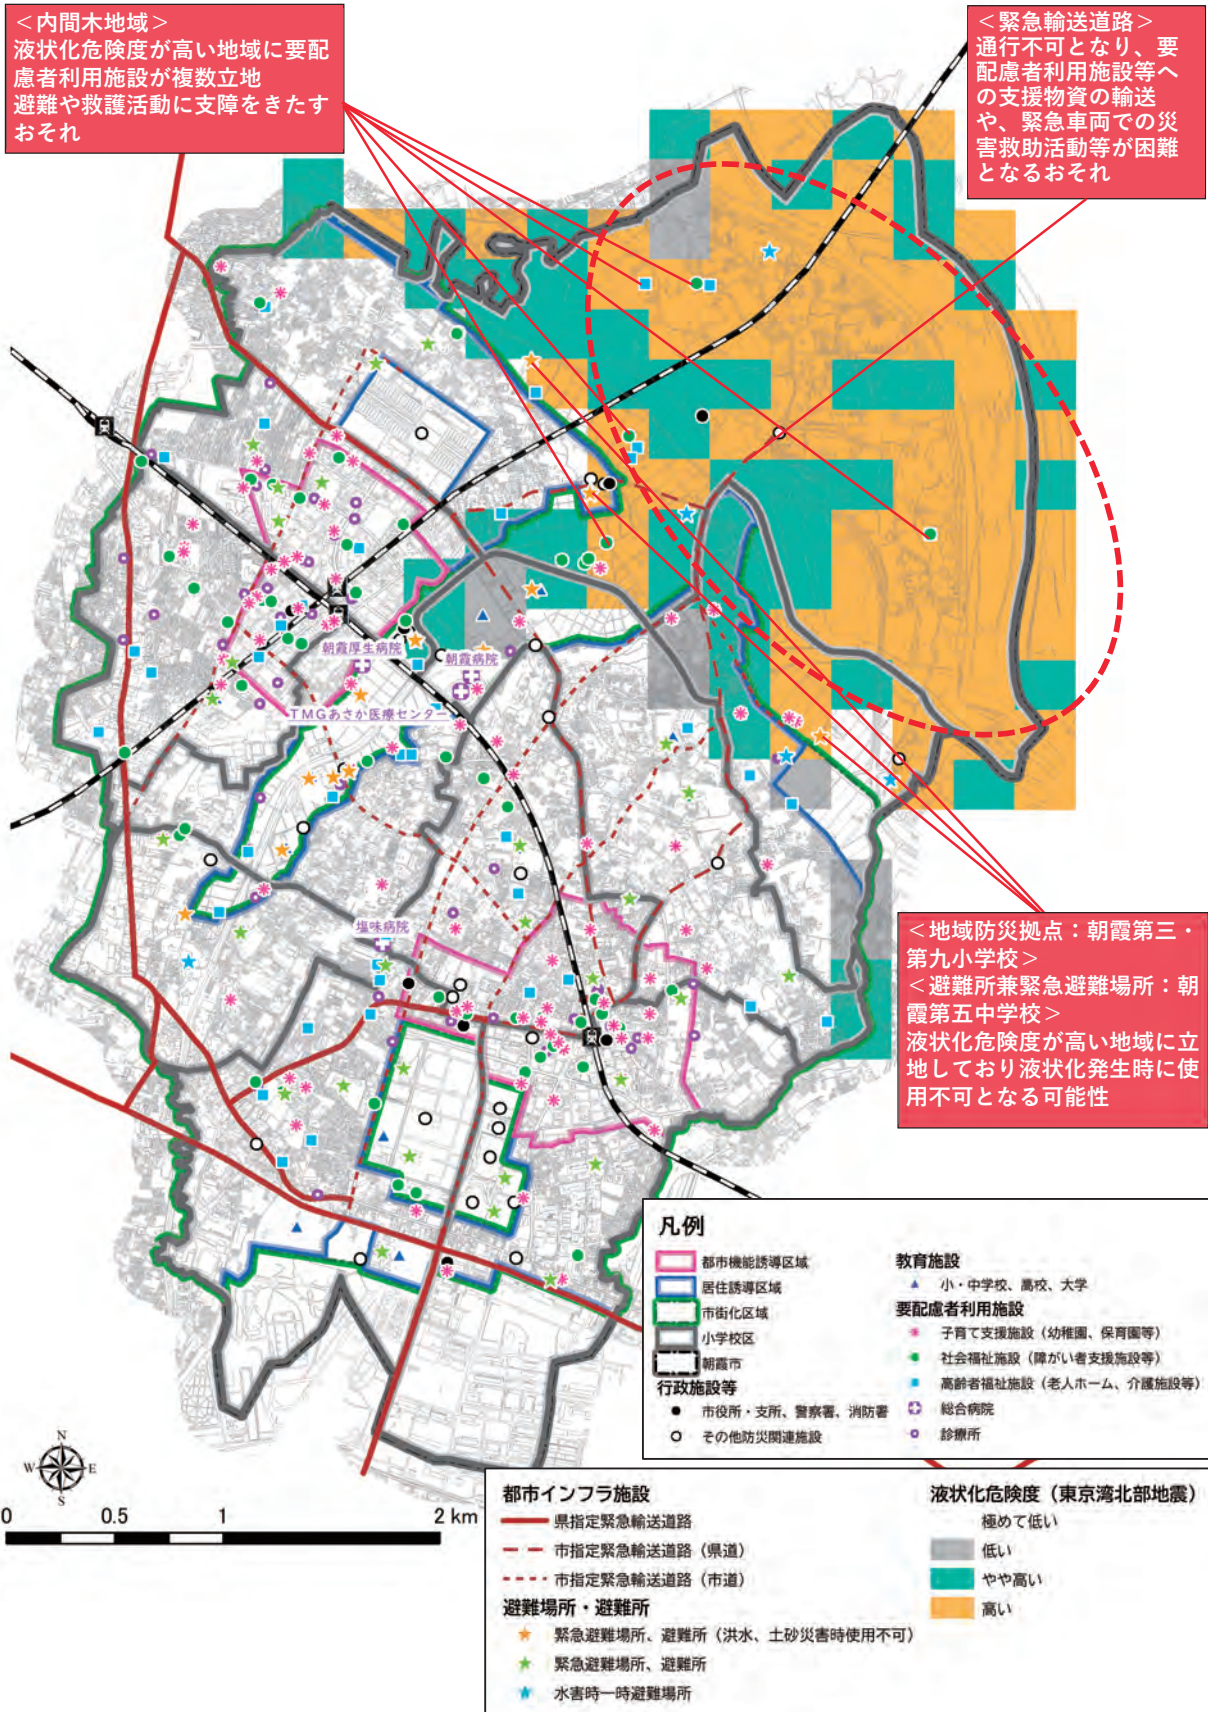 ＜内間木地域＞
液状化危険度が高い地域に要配
慮者利用施設が複数立地
避難や救護活動に支障をきたす
おそれ
＜緊急輸送道路＞
通行不可となり、要
配慮者利用施設等へ
の支援物資の輸送
や、緊急車両での災
害救助活動等が困難
となるおそれ
朝霞厚生病院
朝霞病院
TMGあさか医療センター
塩味病院
＜地域防災拠点：朝霞第三・
第九小学校＞
＜避難所兼緊急避難場所：朝
霞第五中学校＞
液状化危険度が高い地域に立
地しており液状化発生時に使
用不可となる可能性
凡例
都市機能誘導区域
居住誘導区域
市街化区域
小学校区
朝霞市
行政施設等
市役所・支所、警察署、消防署
その他防災関連施設
教育施設
小・中学校、高校、大学
要配慮者利用施設
子育て支援施設（幼稚園、保育園等）
社会福祉施設（障がい者支援施設等）
高齢者福祉施設（老人ホーム、介護施設等）
総合病院
診療所
N
W E
S
0 0.5 1 2 km
都市インフラ施設
県指定緊急輸送道路
市指定緊急輸送道路（県道）
市指定緊急輸送道路（市道）
避難場所・避難所
緊急避難場所、避難所（洪水、土砂災害時使用不可）
緊急避難場所、避難所
水害時一時避難場所
液状化危険度（東京湾北部地震）
極めて低い
低い
やや高い
高い